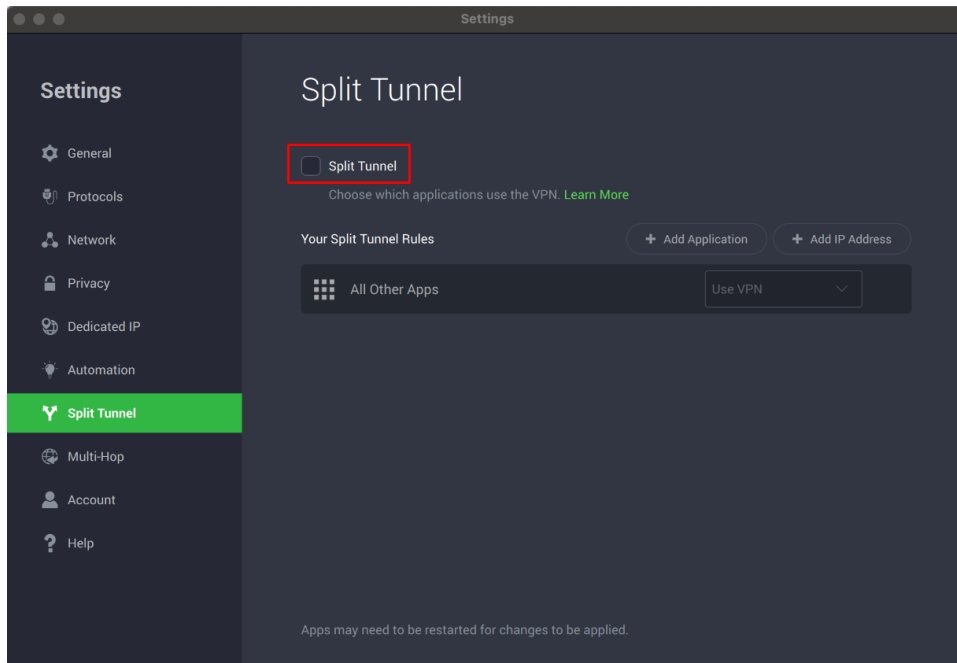 Settings
Settings
General
Protocols
Network
Privacy
Dedicated IP
Automation
Split Tunnel
Multi-Hop
Account
Help
Split Tunnel
Split Tunnel
Choose which applications use the VPN. Learn More
Your Split Tunnel Rules
+ Add Application
+ Add IP Address
All Other Apps
Use VPN
Apps may need to be restarted for changes to be applied.